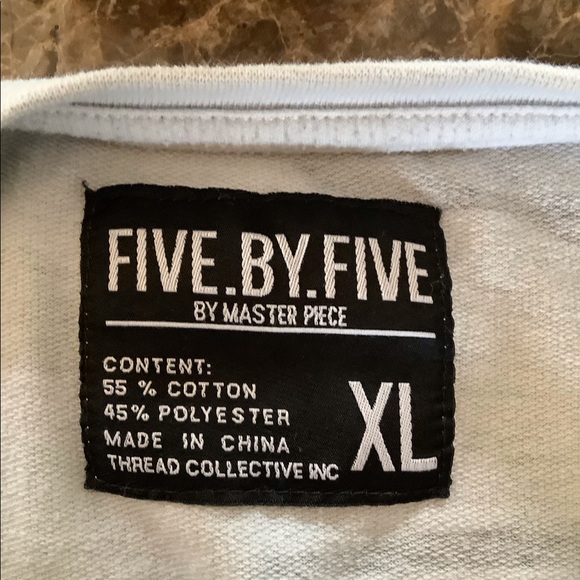 FIVE.BY.FIVE
BY MASTER PIECE
CONTENT:
55 % COTTON
45% POLYESTER
MADE IN CHINA
THREAD COLLECTIVE INC
XL